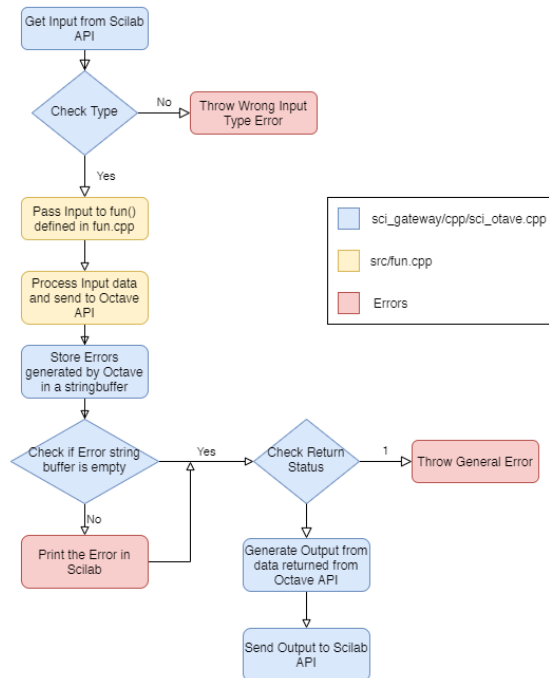 Get Input from Scilab
API
Check Type
No
Throw Wrong Input
Type Error
Yes
Pass Input to fun()
defined in fun.cpp
sci_gateway/cpp/sci_otave.cpp
src/fun.cpp
Errors
Process Input data
and send to Octave
API
Store Errors
generated by Octave
in a stringbuffer
Check if Error string
buffer is empty
Yes
Check Return
Status
1
Throw General Error
No
Print the Error in
Scilab
Generate Output from
data returned from
Octave API
Send Output to Scilab
API